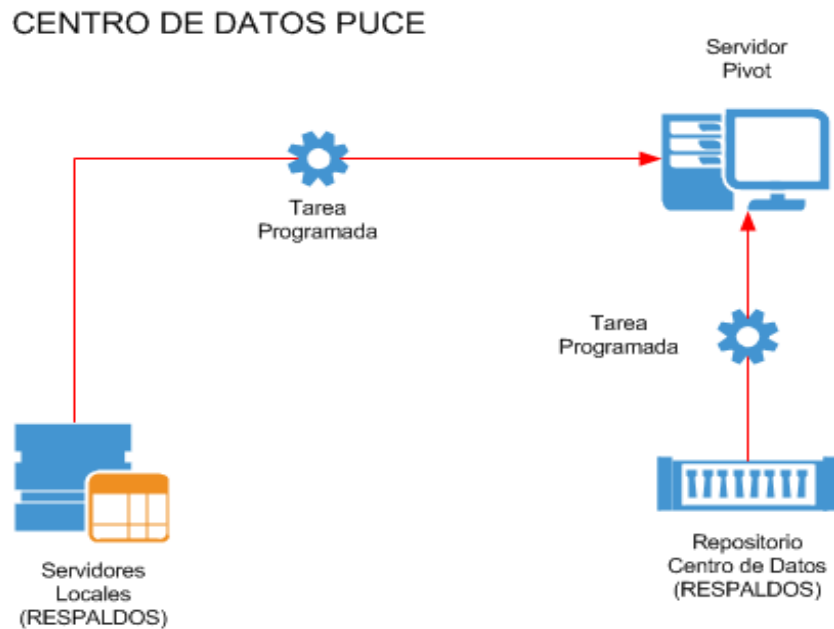 CENTRO DE DATOS PUCE
Servidor
Pivot
Tarea
Programada
Tarea
Programada
Servidores
Locales
(RESPALDOS)
Repositorio
Centro de Datos
(RESPALDOS)